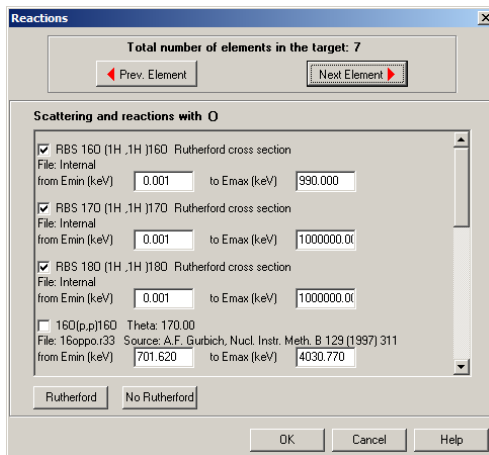 Reactions
Total number of elements in the target: 7
Prev. Element Next Element
Scattering and reactions with O
RBS 16O (1H ,1H )16O Rutherford cross section
File: Internal
from Emin (keV) 0.001 to Emax (keV) 990.000
RBS 17O (1H ,1H )17O Rutherford cross section
File: Internal
from Emin (keV) 0.001 to Emax (keV) 1000000.00
RBS 18O (1H ,1H )18O Rutherford cross section
File: Internal
from Emin (keV) 0.001 to Emax (keV) 1000000.00
16O(p,p)16O Theta: 170.00
File: 16oppo.r33 Source: A.F. Gurbich, Nucl. Instr. Meth. B 129 (1997) 311
from Emin (keV) 701.620 to Emax (keV) 4030.770
Rutherford No Rutherford
OK Cancel Help